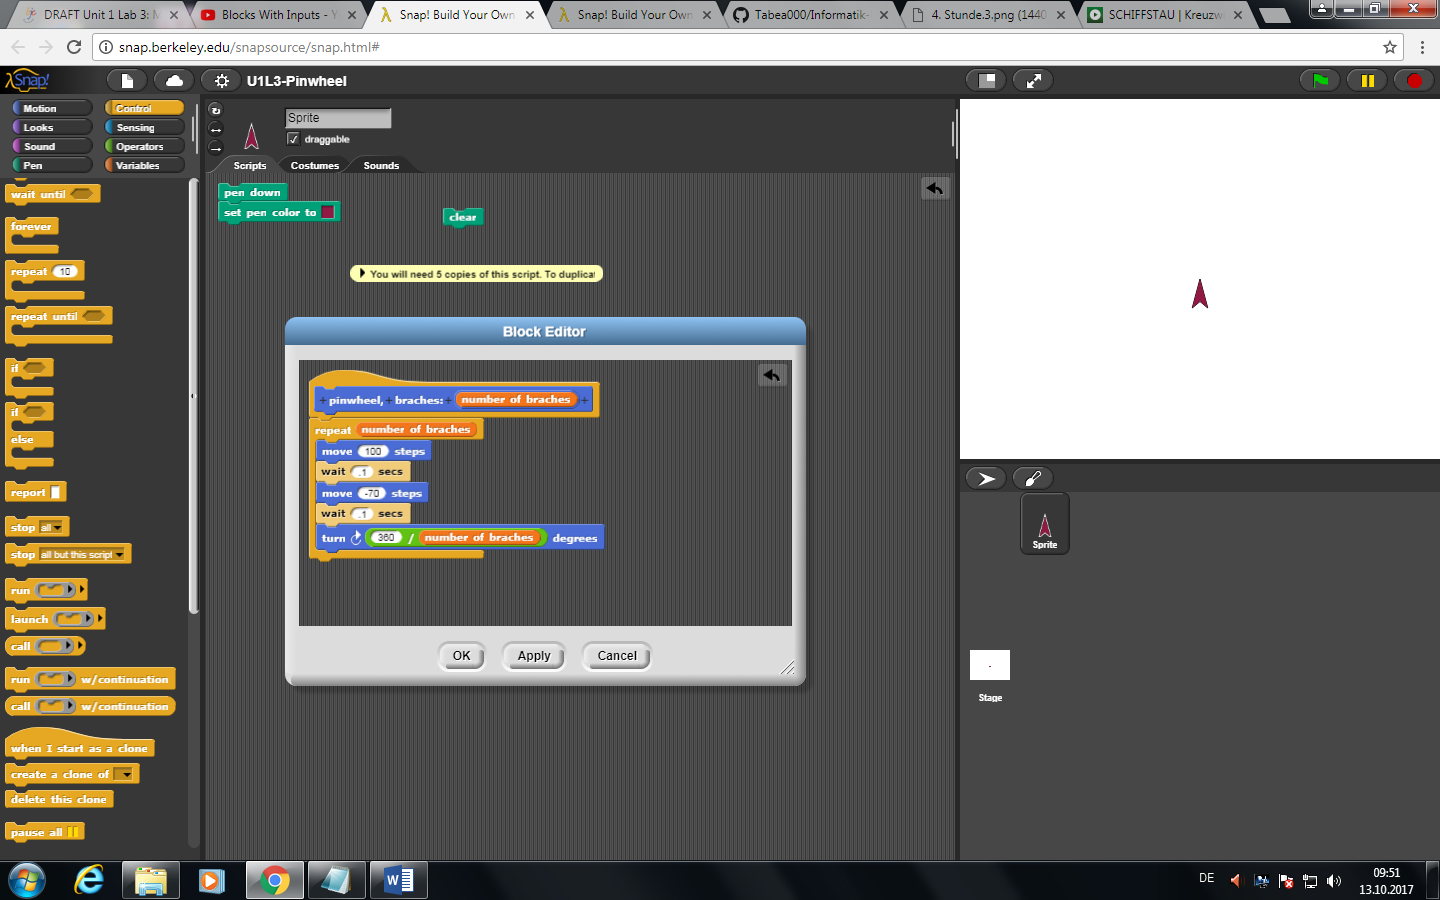 DRAFT Unit 1 Lab 3: M
Blocks With Inputs - Y
Snap! Build Your Own
Snap! Build Your Own
Tabea000/Informatik-
4. Stunde.3.png (1440
SCHIFFSTAU | Kreuzw
snap.berkeley.edu/snapsource/snap.html#
Snap!
U1L3-Pinwheel
Motion
Control
Looks
Sensing
Sound
Operators
Pen
Variables
Sprite
draggable
Scripts
Costumes
Sounds
wait until
forever
repeat 10
repeat until
if
if
else
report
stop all
stop all but this script
run
launch
call
run w/continuation
call w/continuation
when I start as a clone
create a clone of
delete this clone
pause all
pen down
set pen color to
clear
You will need 5 copies of this script. To duplicat
Block Editor
+ pinwheel, + braches: + number of braches +
repeat number of braches
move 100 steps
wait .1 secs
move -70 steps
wait .1 secs
turn 360 / number of braches degrees
OK
Apply
Cancel
Sprite
Stage
DE
09:51
13.10.2017